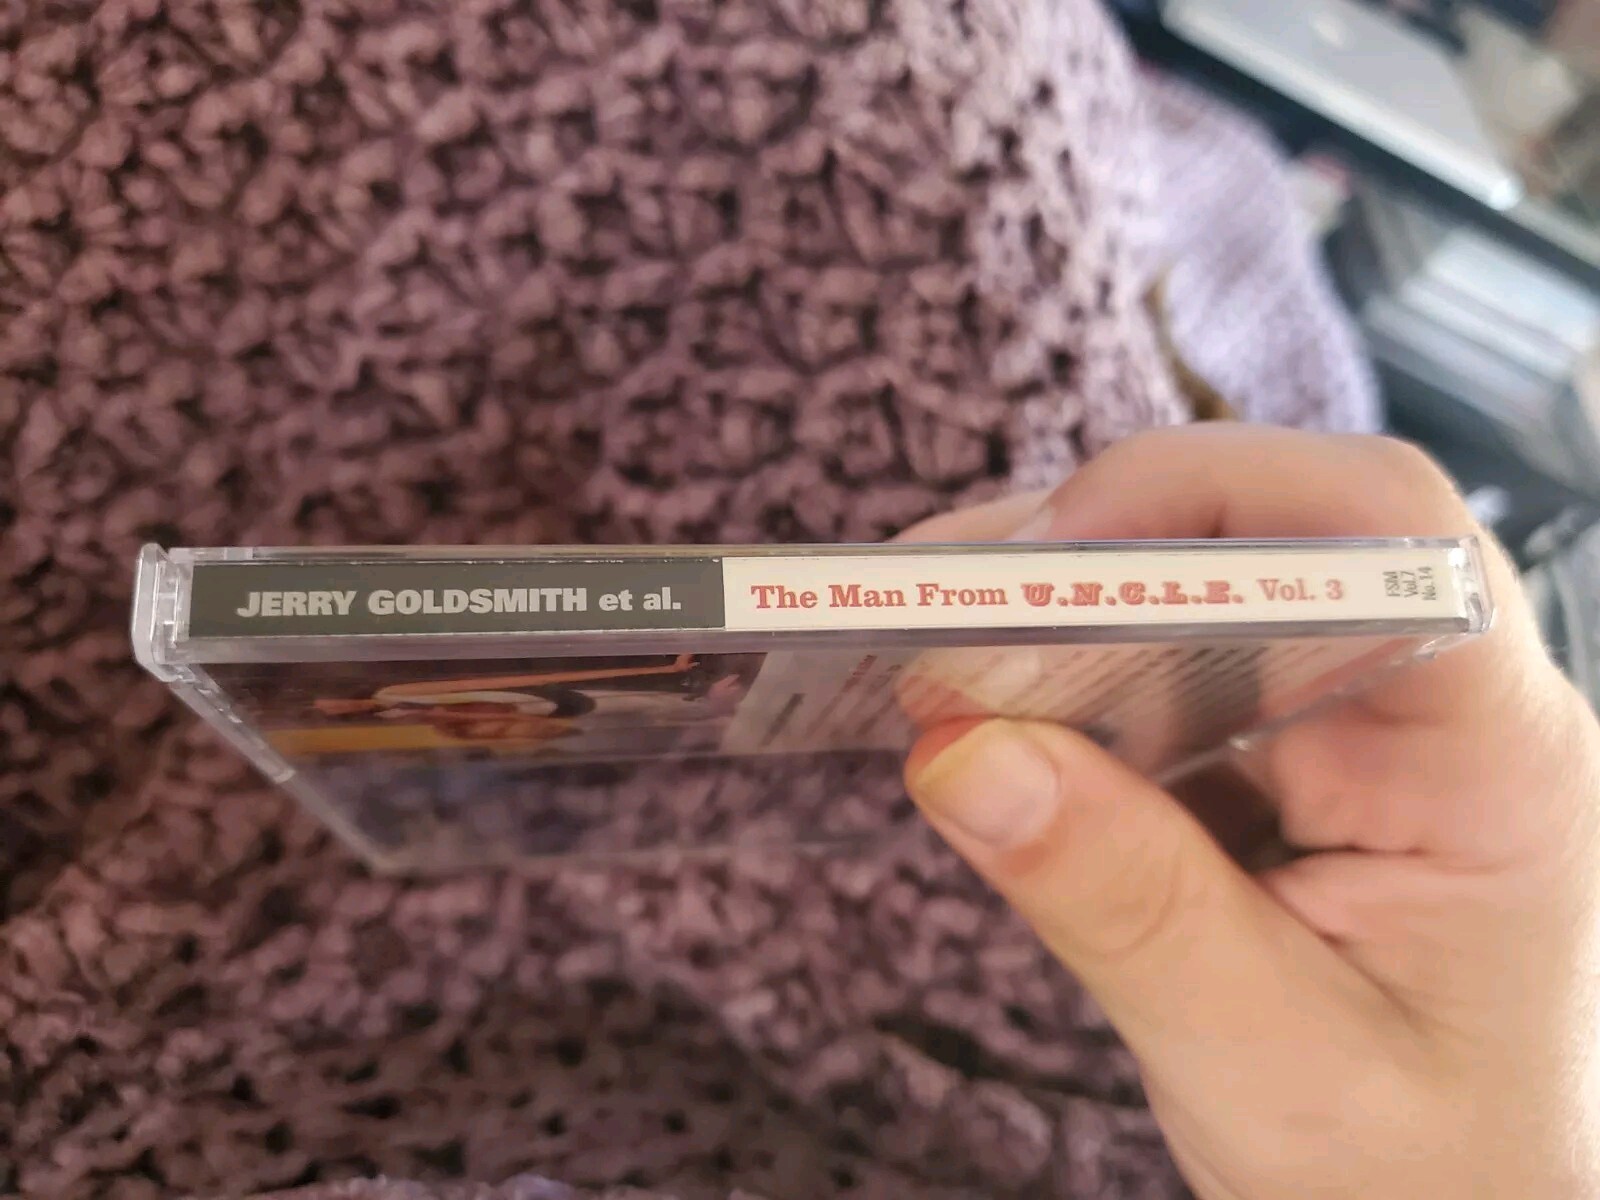 JERRY GOLDSMITH et al.
The Man From U.N.C.L.E. Vol. 3
FSM
Vol.7
No.14